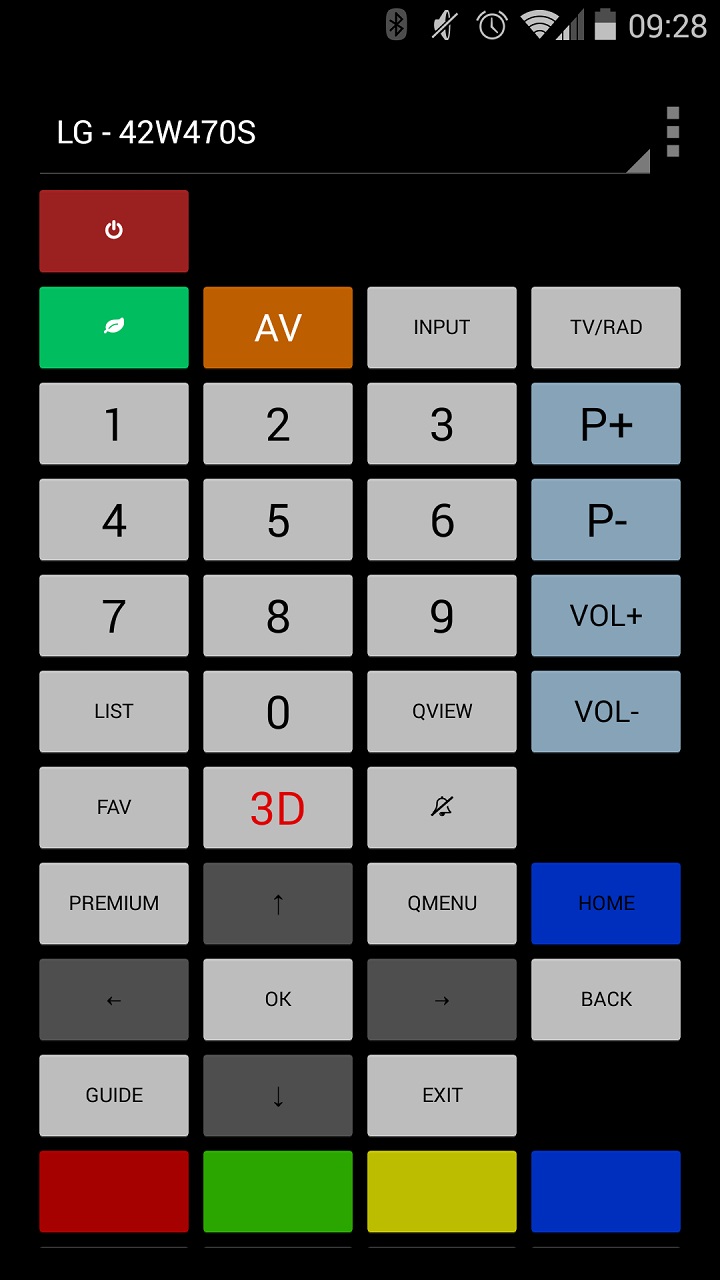 09:28
LG - 42W470S
AV INPUT TV/RAD
1 2 3 P+
4 5 6 P-
7 8 9 VOL+
LIST 0 QVIEW VOL-
FAV 3D
PREMIUM ↑ QMENU HOME
← OK → BACK
GUIDE ↓ EXIT